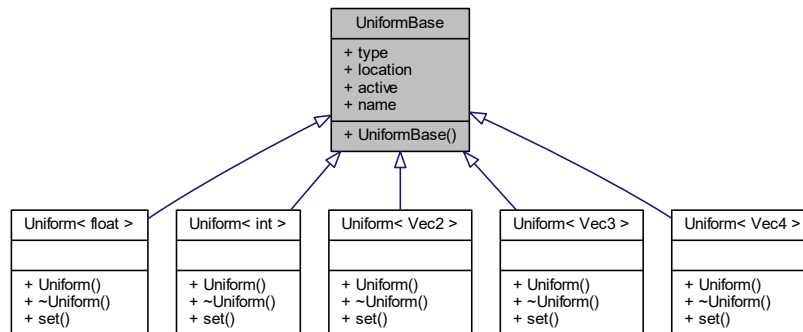 UniformBase
+ type
+ location
+ active
+ name
+ UniformBase()
Uniform< float >
+ Uniform()
+ ~Uniform()
+ set()
Uniform< int >
+ Uniform()
+ ~Uniform()
+ set()
Uniform< Vec2 >
+ Uniform()
+ ~Uniform()
+ set()
Uniform< Vec3 >
+ Uniform()
+ ~Uniform()
+ set()
Uniform< Vec4 >
+ Uniform()
+ ~Uniform()
+ set()